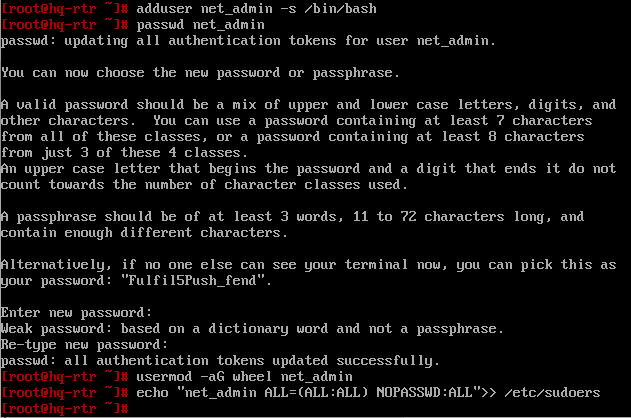 [root@hq-rtr ~]# adduser net_admin -s /bin/bash
[root@hq-rtr ~]# passwd net_admin
passwd: updating all authentication tokens for user net_admin.
You can now choose the new password or passphrase.
A valid password should be a mix of upper and lower case letters, digits, and
other characters.  You can use a password containing at least 7 characters
from all of these classes, or a password containing at least 8 characters
from just 3 of these 4 classes.
An upper case letter that begins the password and a digit that ends it do not
count towards the number of character classes used.
A passphrase should be of at least 3 words, 11 to 72 characters long, and
contain enough different characters.
Alternatively, if no one else can see your terminal now, you can pick this as
your password: "Fulfil5Push_fend".
Enter new password:
Weak password: based on a dictionary word and not a passphrase.
Re-type new password:
passwd: all authentication tokens updated successfully.
[root@hq-rtr ~]# usermod -aG wheel net_admin
[root@hq-rtr ~]# echo "net_admin ALL=(ALL:ALL) NOPASSWD:ALL">> /etc/sudoers
[root@hq-rtr ~]#